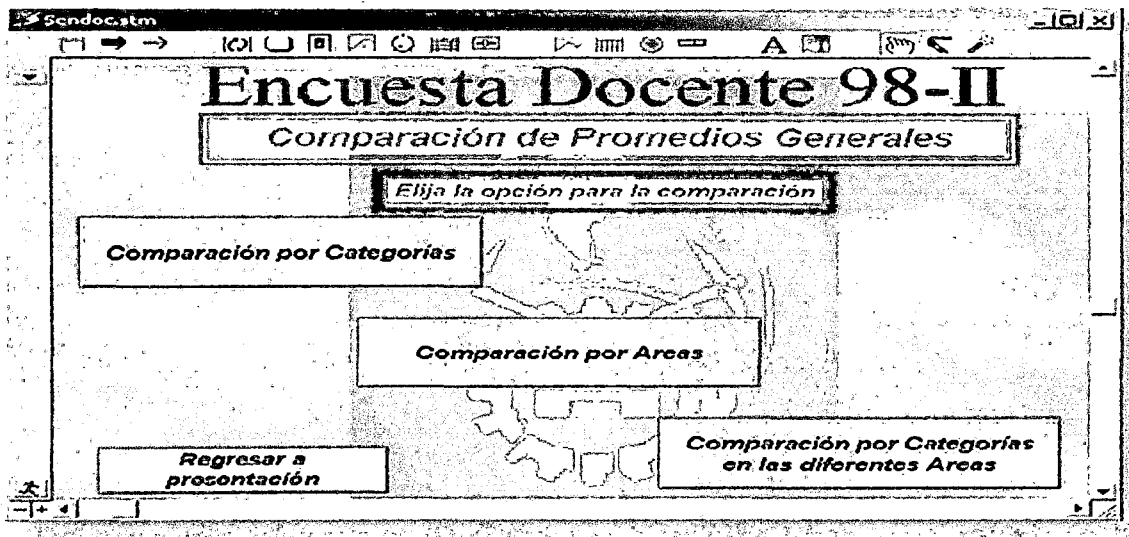 Scndoc.stm
A
Encuesta Docente 98-II
Comparación de Promedios Generales
Elija la opción para la comparación
Comparación por Categorías
Comparación por Areas
Comparación por Categorías
en las diferentes Areas
Regresar a
presentación